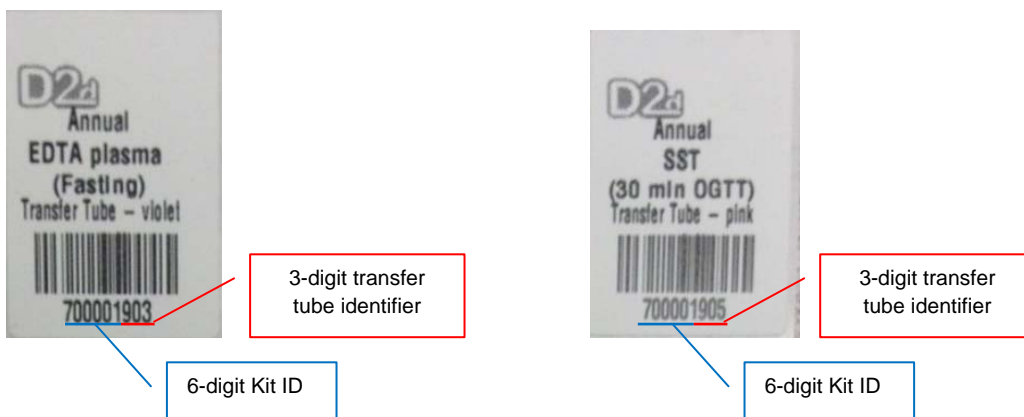 D2d
Annual
EDTA plasma
(Fasting)
Transfer Tube – violet
700001903
3-digit transfer
tube identifier
6-digit Kit ID
D2d
Annual
SST
(30 min OGTT)
Transfer Tube – pink
700001905
3-digit transfer
tube identifier
6-digit Kit ID